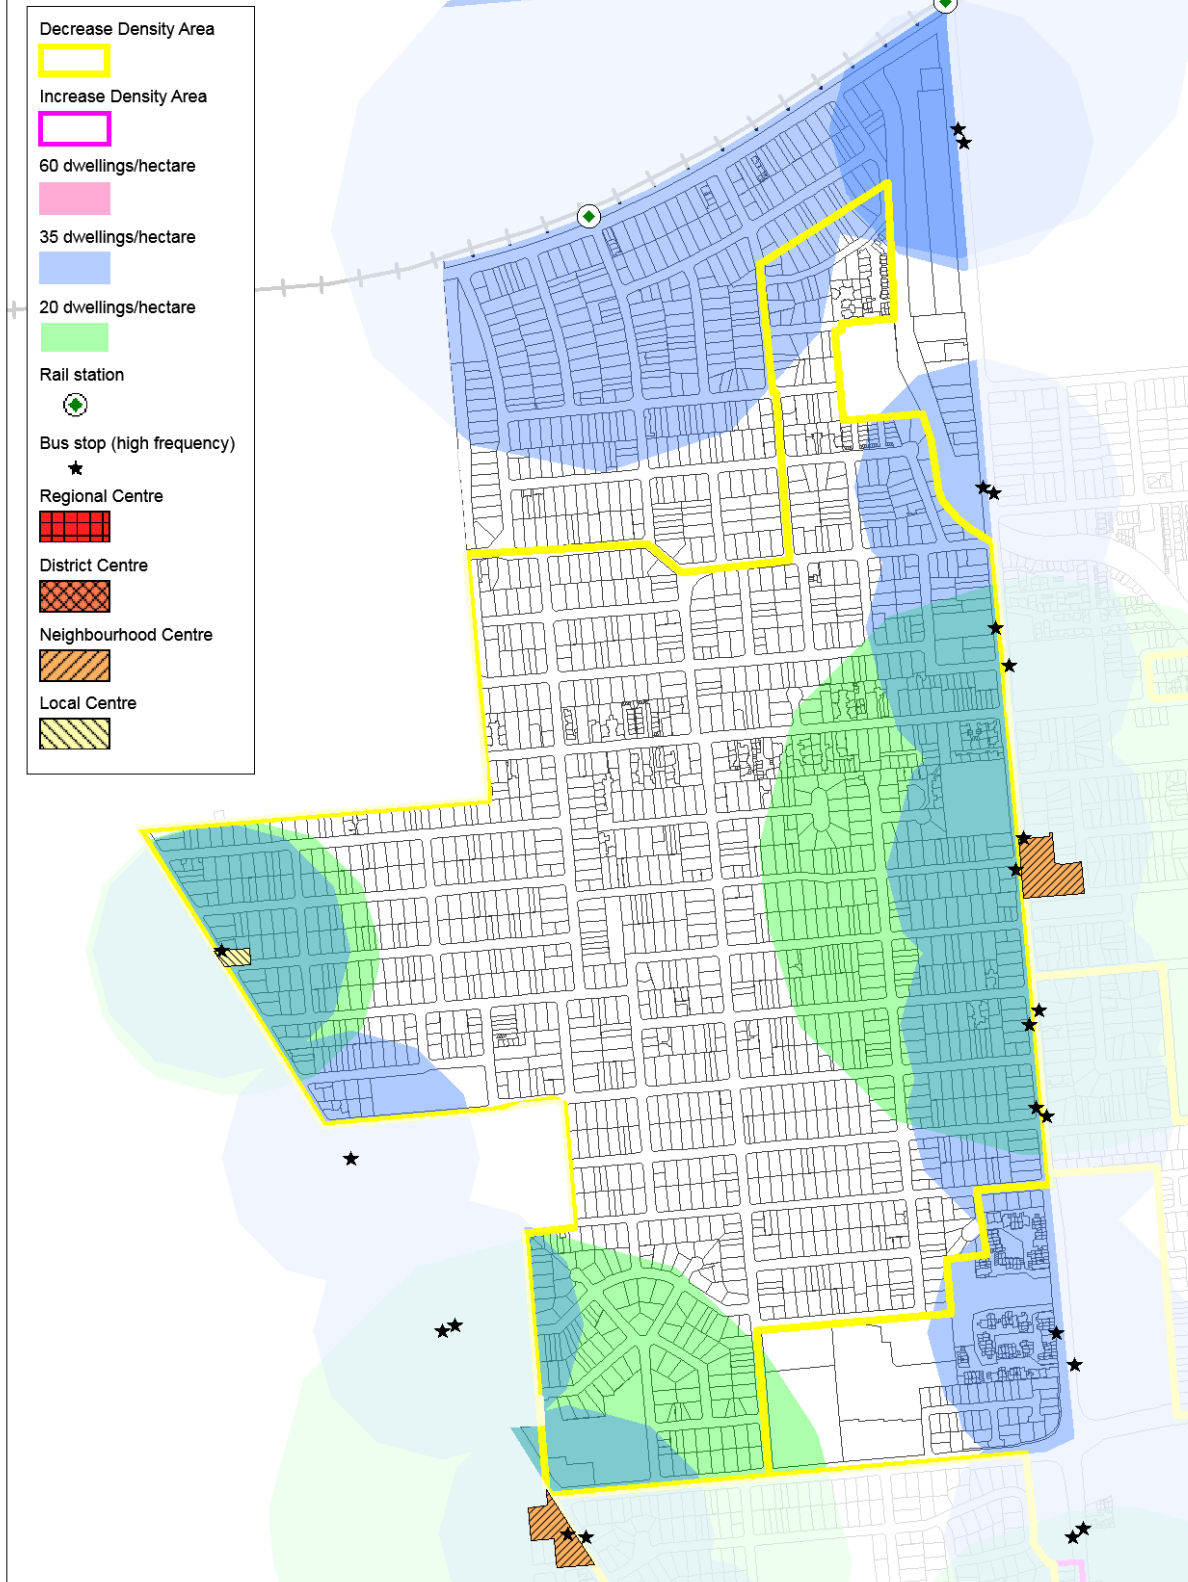 Decrease Density Area
Increase Density Area
60 dwellings/hectare
35 dwellings/hectare
20 dwellings/hectare
Rail station
Bus stop (high frequency)
Regional Centre
District Centre
Neighbourhood Centre
Local Centre